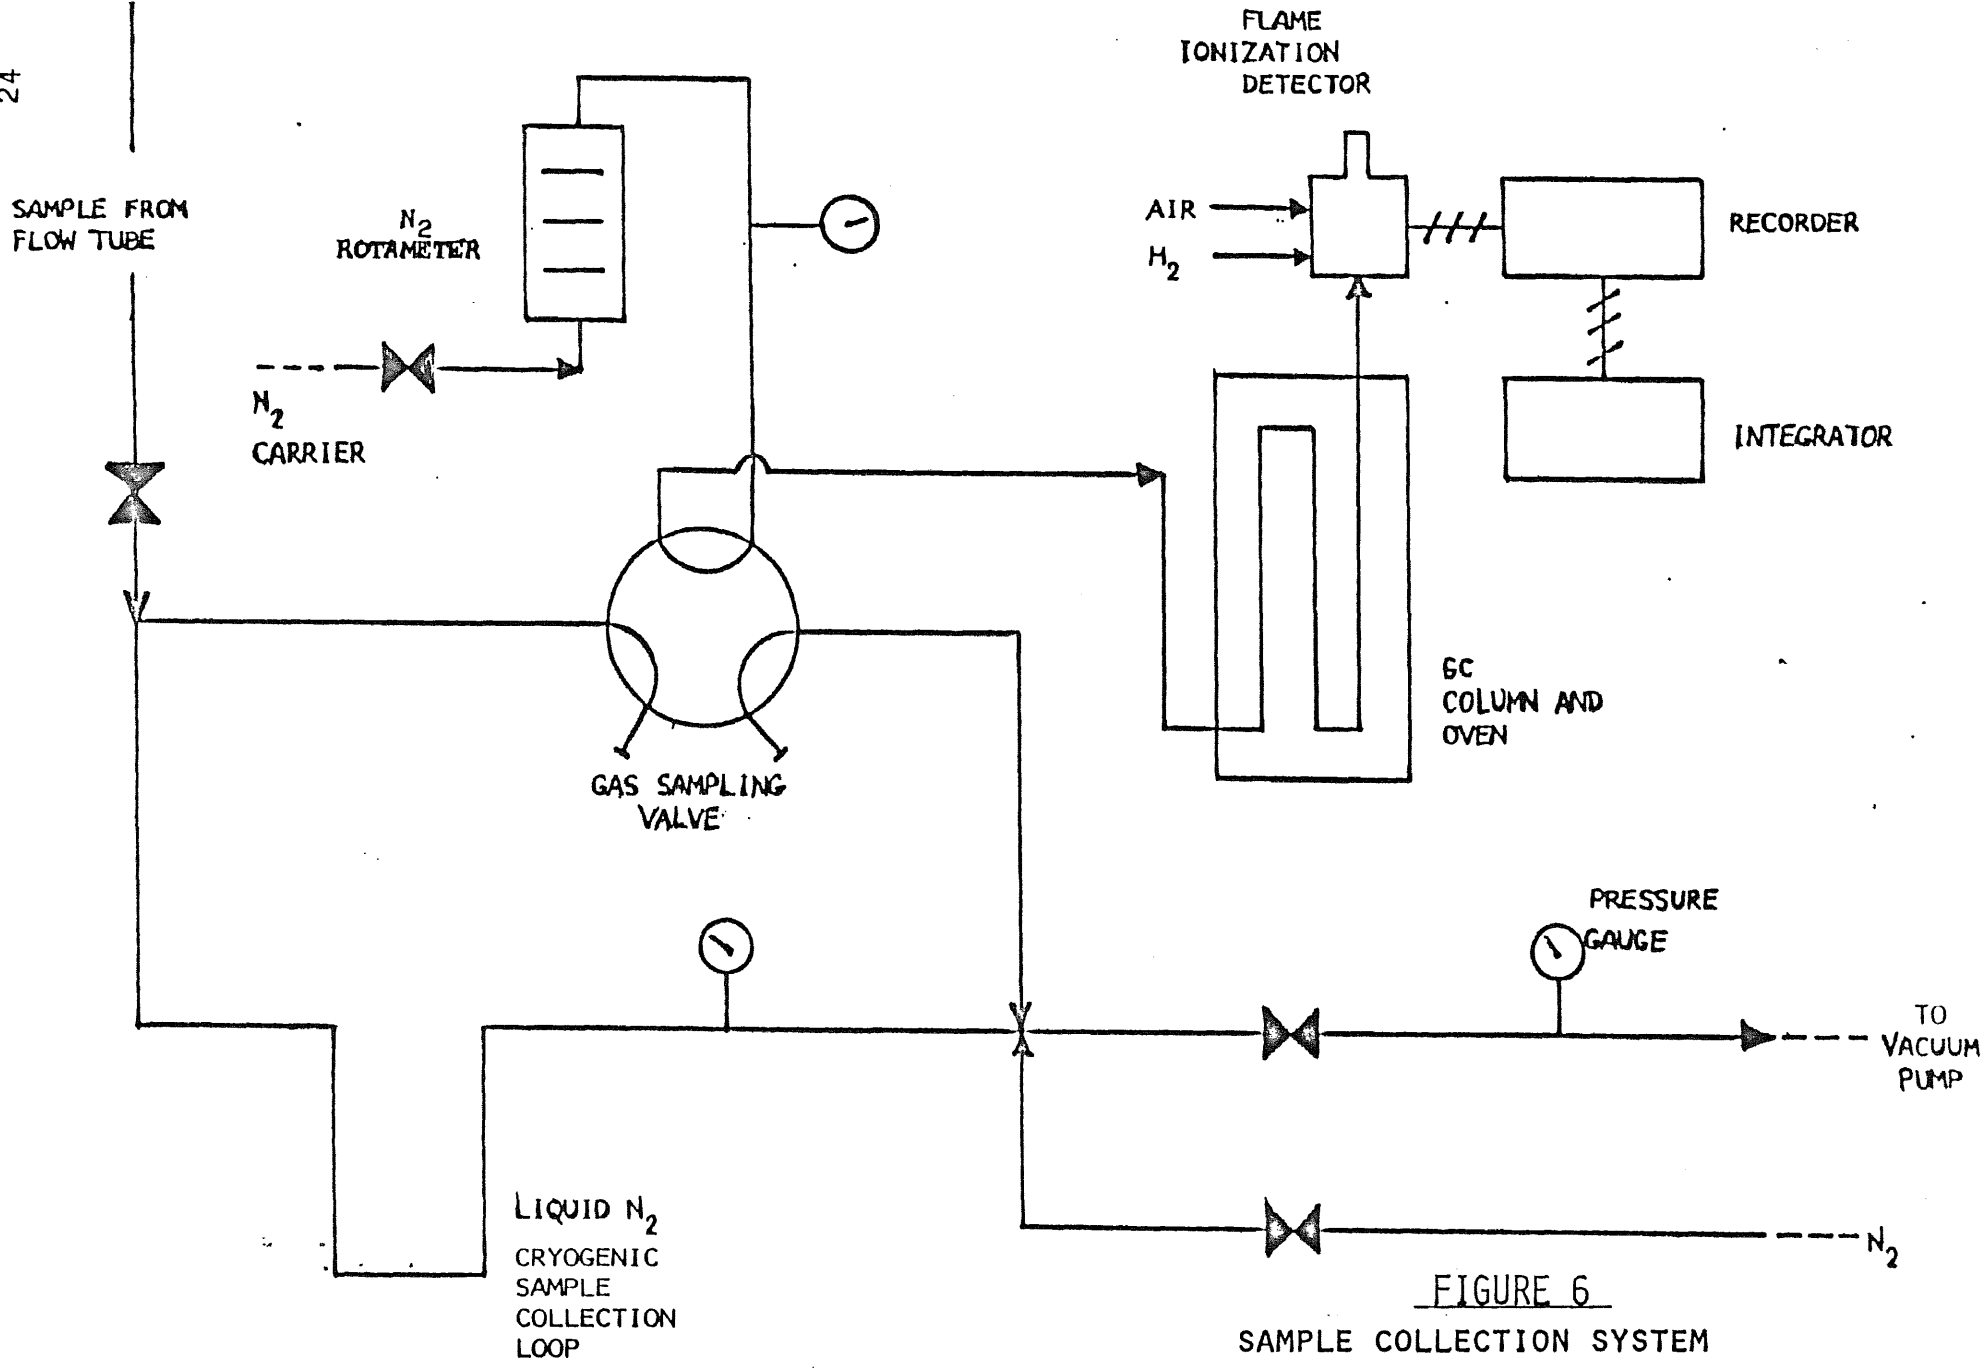 24
FLAME
IONIZATION
DETECTOR
SAMPLE FROM
FLOW TUBE
N2
ROTAMETER
AIR
H2
RECORDER
N2
CARRIER
INTEGRATOR
GC
COLUMN AND
OVEN
GAS SAMPLING
VALVE
PRESSURE
GAUGE
TO
VACUUM
PUMP
LIQUID N2
CRYOGENIC
SAMPLE
COLLECTION
LOOP
N2
FIGURE 6
SAMPLE COLLECTION SYSTEM